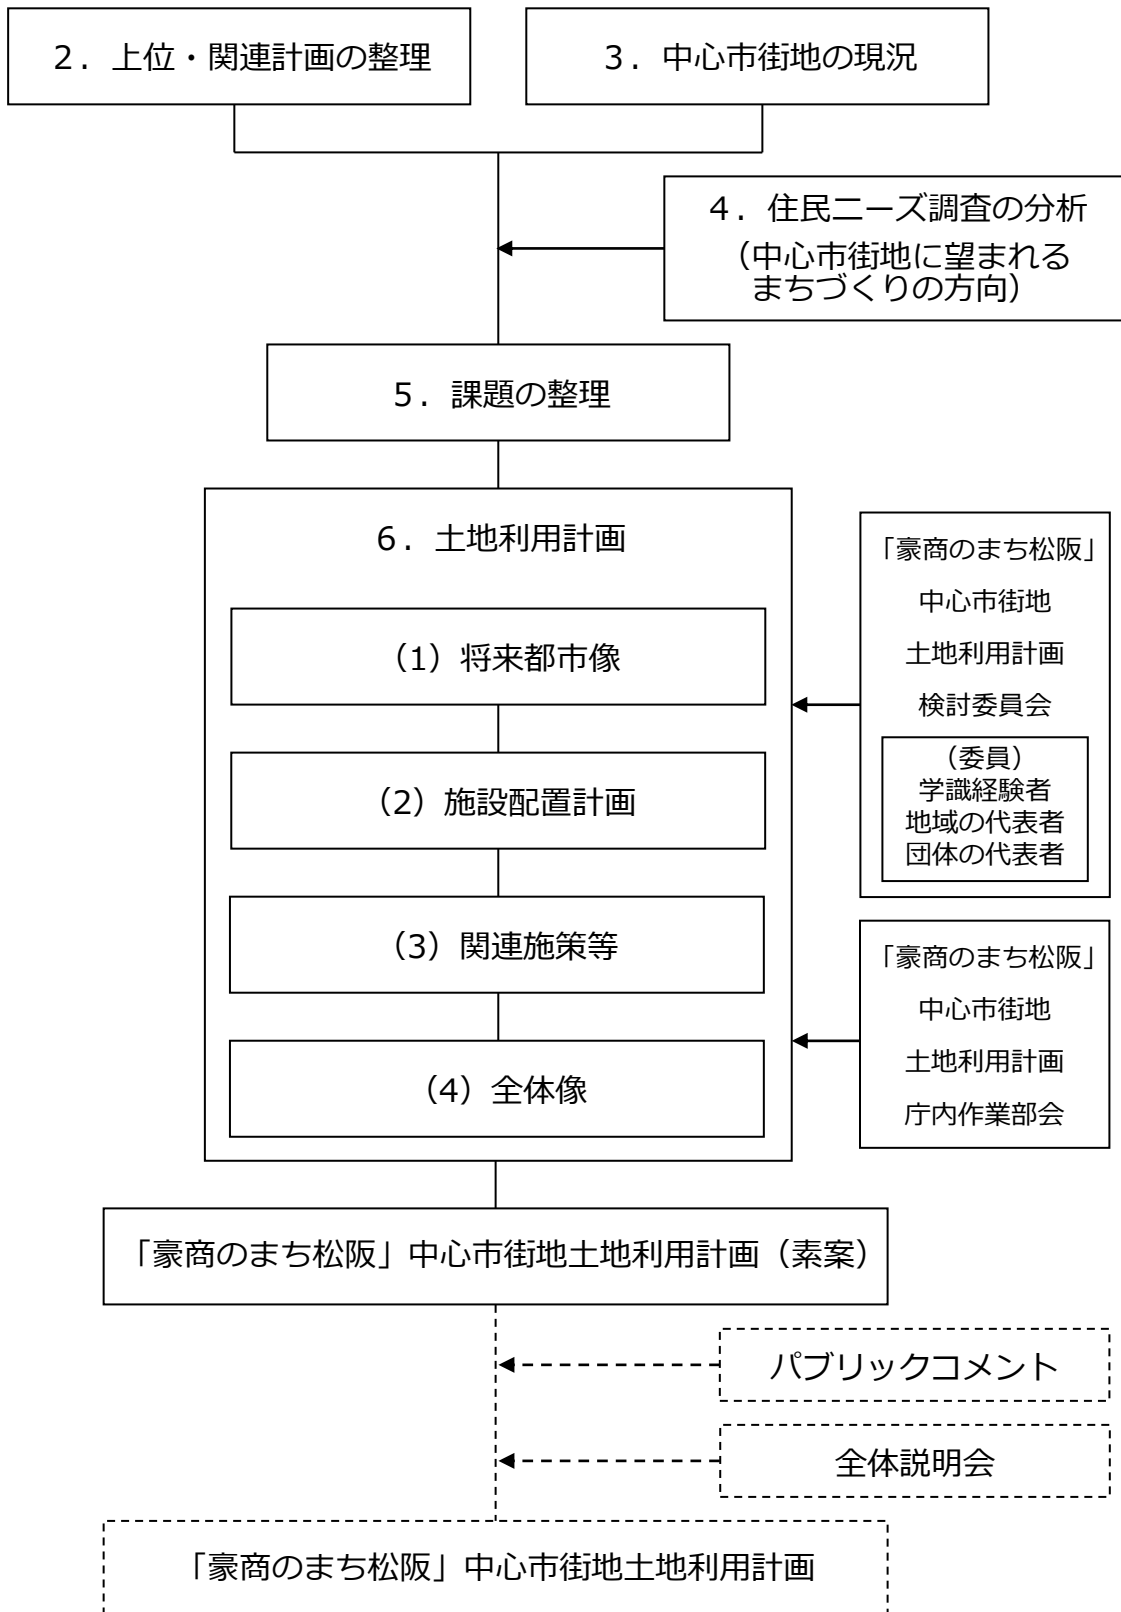 2．上位・関連計画の整理
3．中心市街地の現況
4．住民ニーズ調査の分析
（中心市街地に望まれる
まちづくりの方向）
5．課題の整理
6．土地利用計画
（1）将来都市像
（2）施設配置計画
（3）関連施策等
（4）全体像
「豪商のまち松阪」
中心市街地
土地利用計画
検討委員会
（委員）
学識経験者
地域の代表者
団体の代表者
「豪商のまち松阪」
中心市街地
土地利用計画
庁内作業部会
「豪商のまち松阪」中心市街地土地利用計画（素案）
パブリックコメント
全体説明会
「豪商のまち松阪」中心市街地土地利用計画